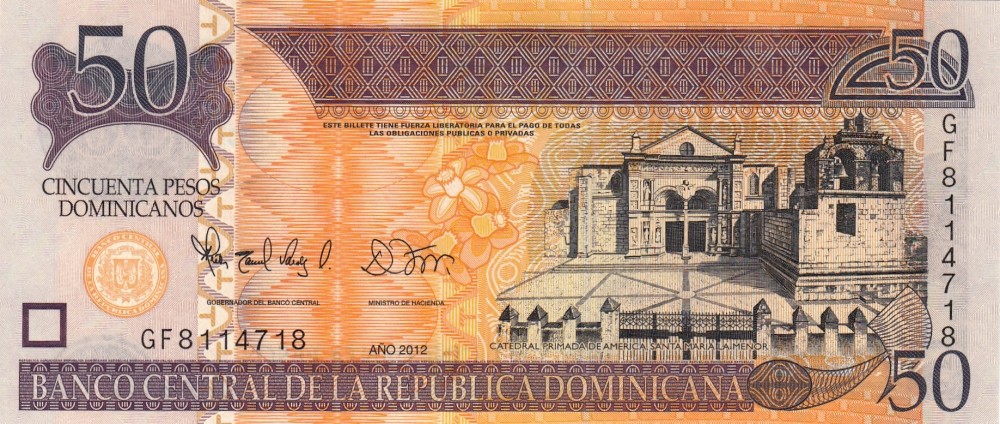 50
50
ESTE BILLETE TIENE FUERZA LIBERATORIA PARA EL PAGO DE TODAS
LAS OBLIGACIONES PUBLICAS O PRIVADAS
GF8114718
CINCUENTA PESOS
DOMINICANOS
GOBERNADOR DEL BANCO CENTRAL
MINISTRO DE HACIENDA
GF8114718
AÑO 2012
CATEDRAL PRIMADA DE AMERICA, SANTA MARIA LA MENOR
BANCO CENTRAL DE LA REPUBLICA DOMINICANA
50